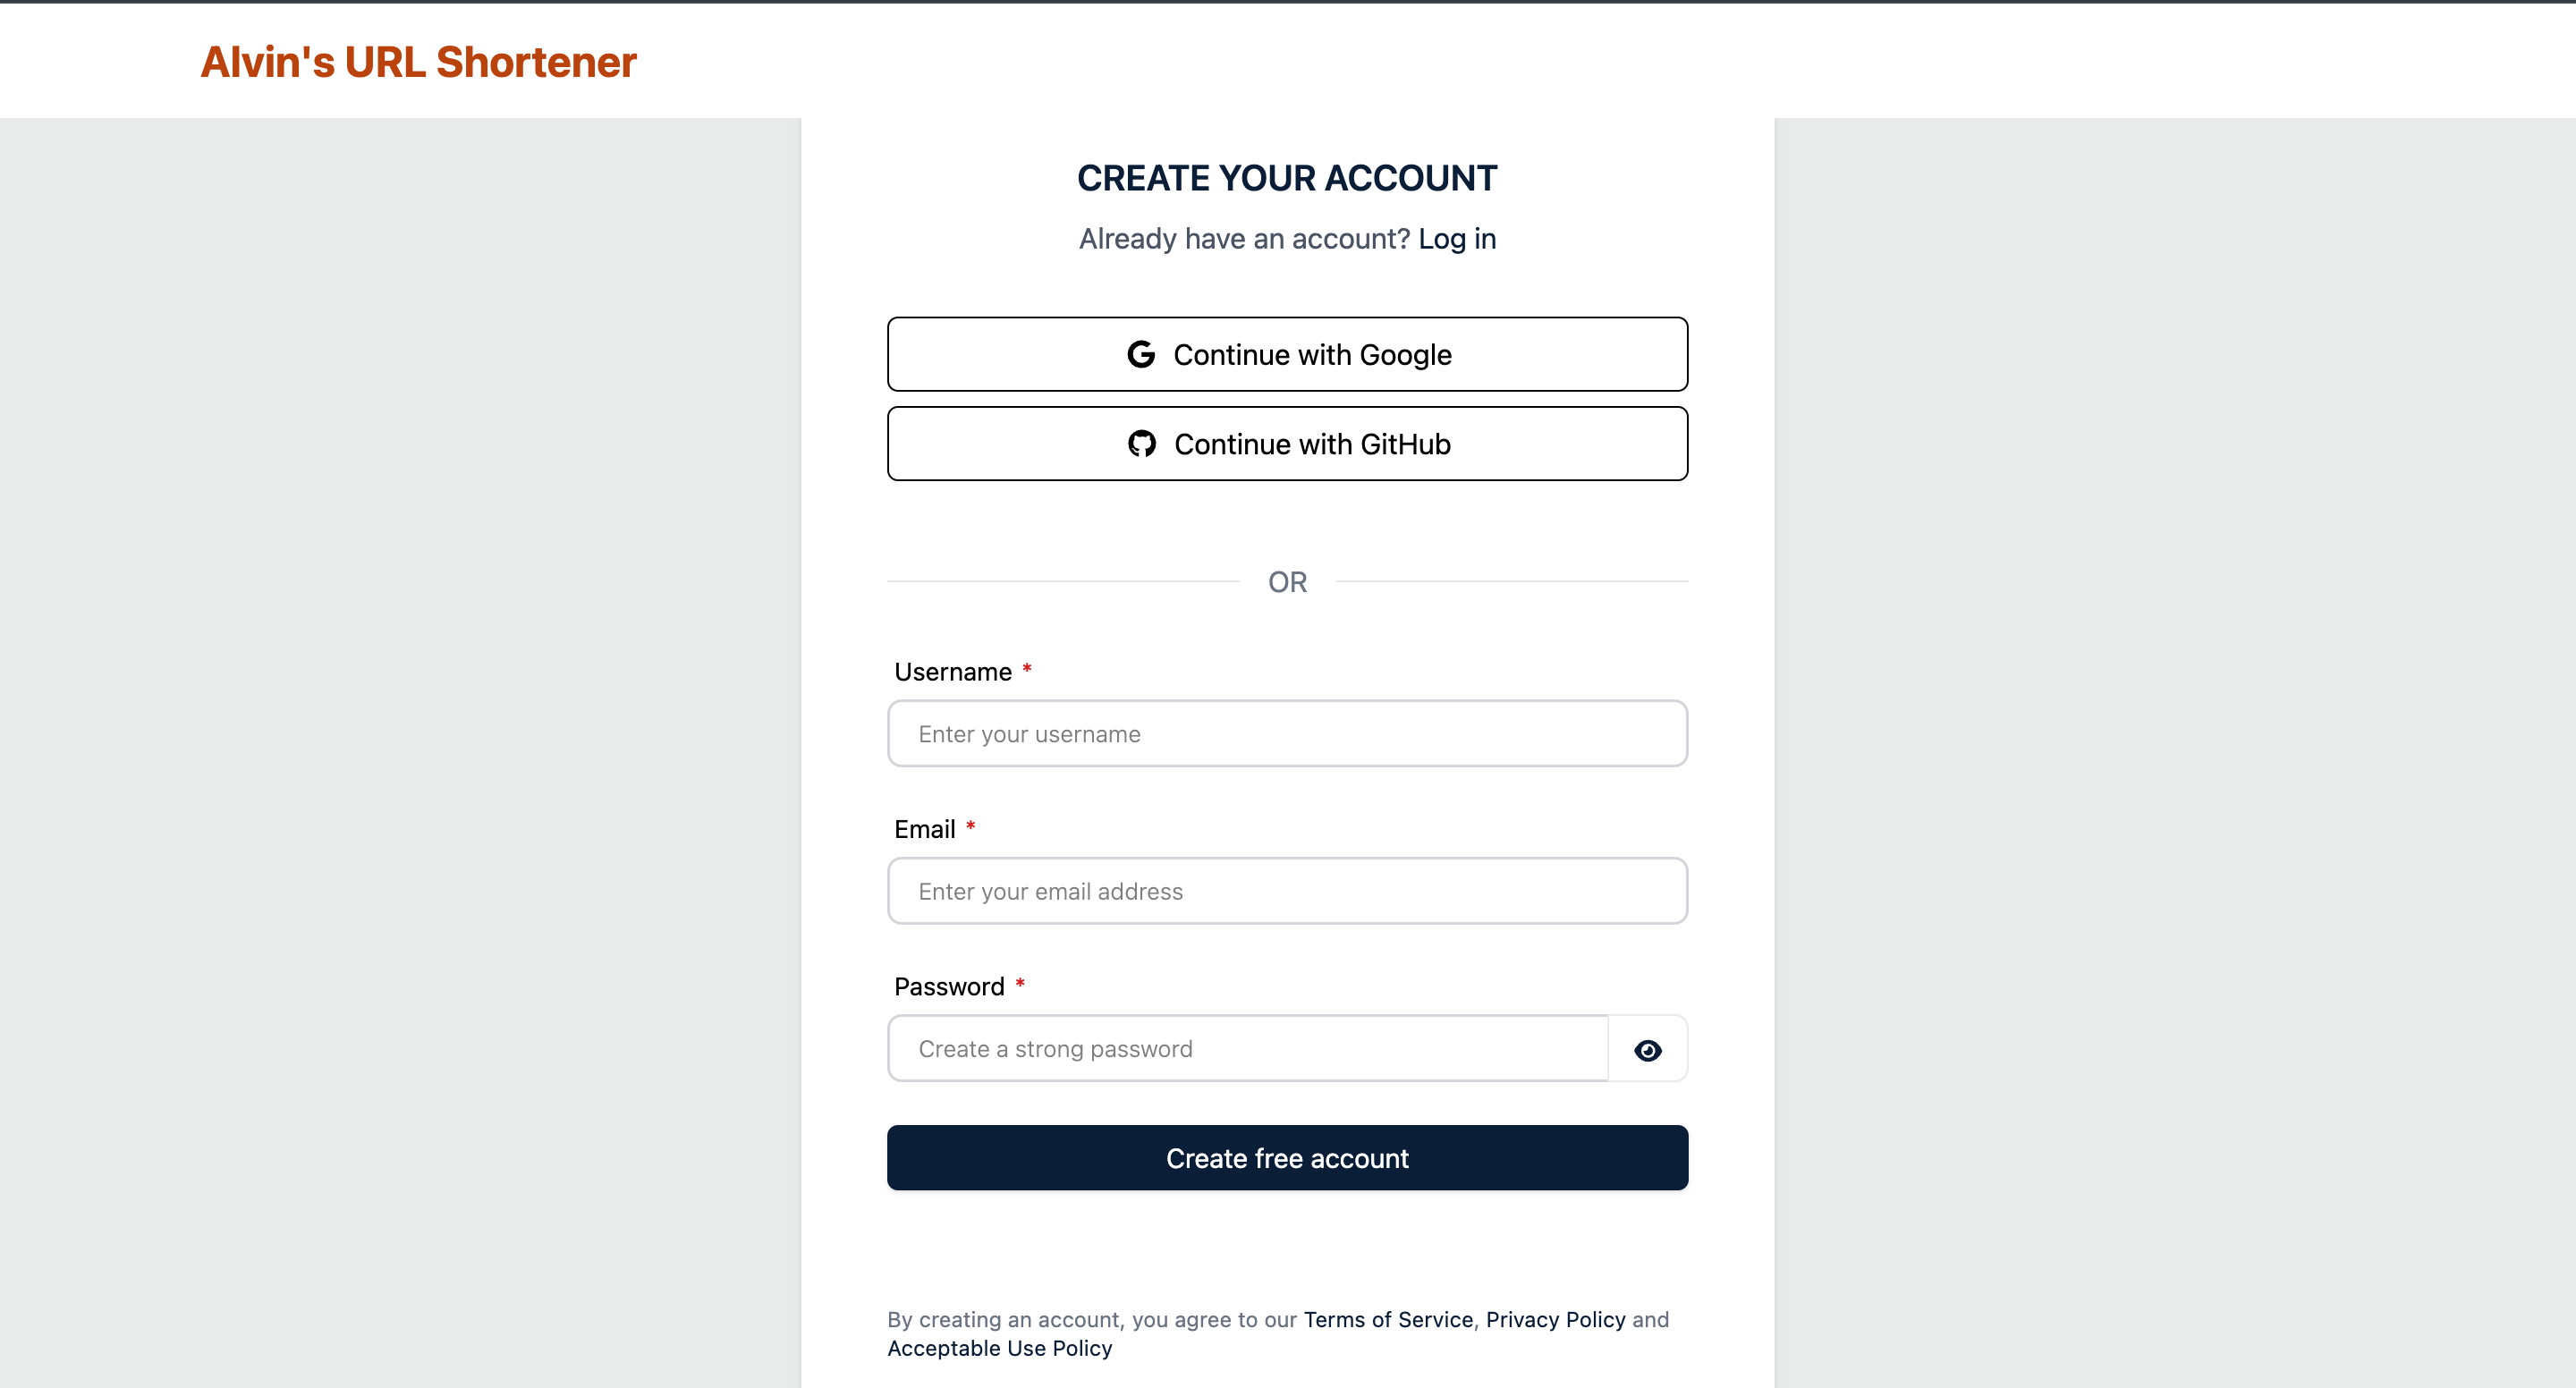 Alvin's URL Shortener
CREATE YOUR ACCOUNT
Already have an account? Log in
Continue with Google
Continue with GitHub
OR
Username *
Enter your username
Email *
Enter your email address
Password *
Create a strong password
Create free account
By creating an account, you agree to our Terms of Service, Privacy Policy and
Acceptable Use Policy